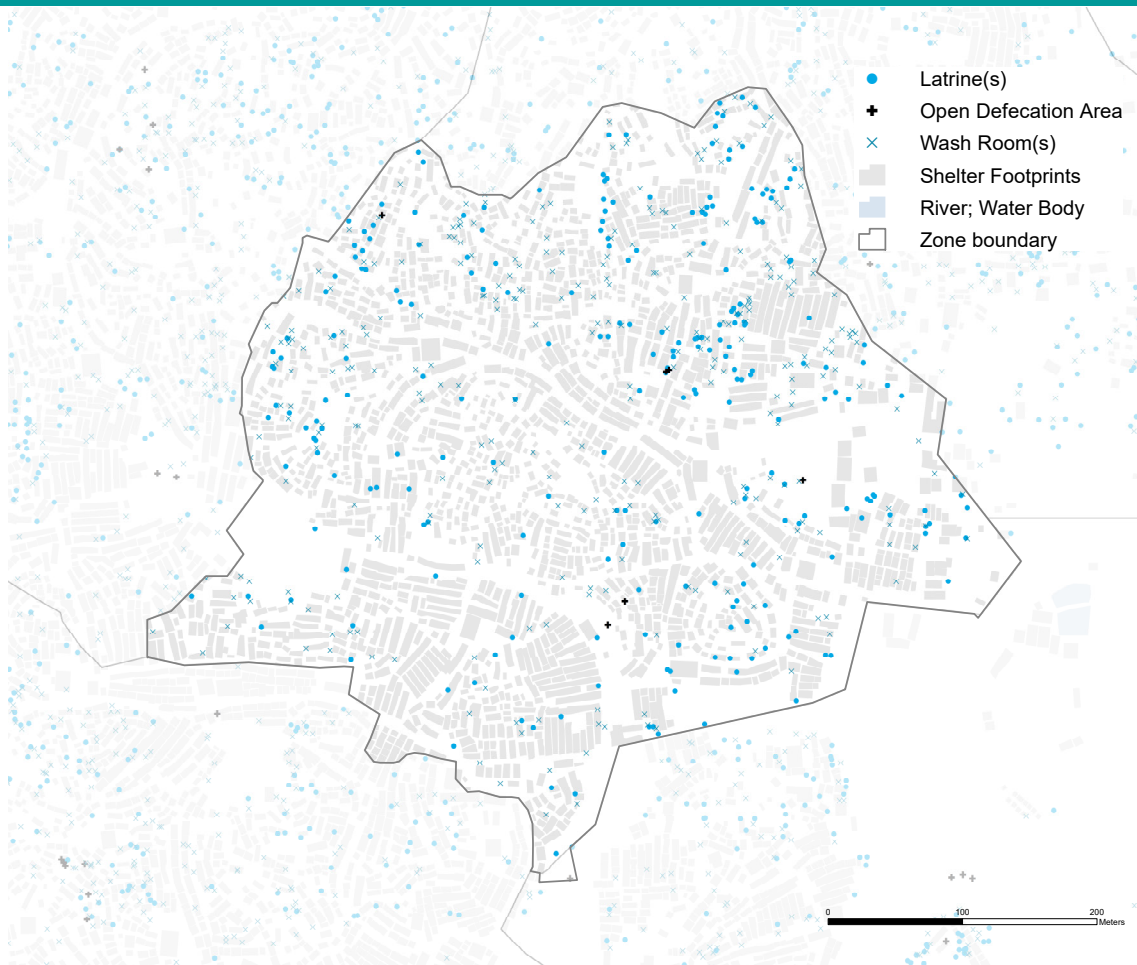 Latrine(s)
Open Defecation Area
Wash Room(s)
Shelter Footprints
River; Water Body
Zone boundary
0 100 200
Meters